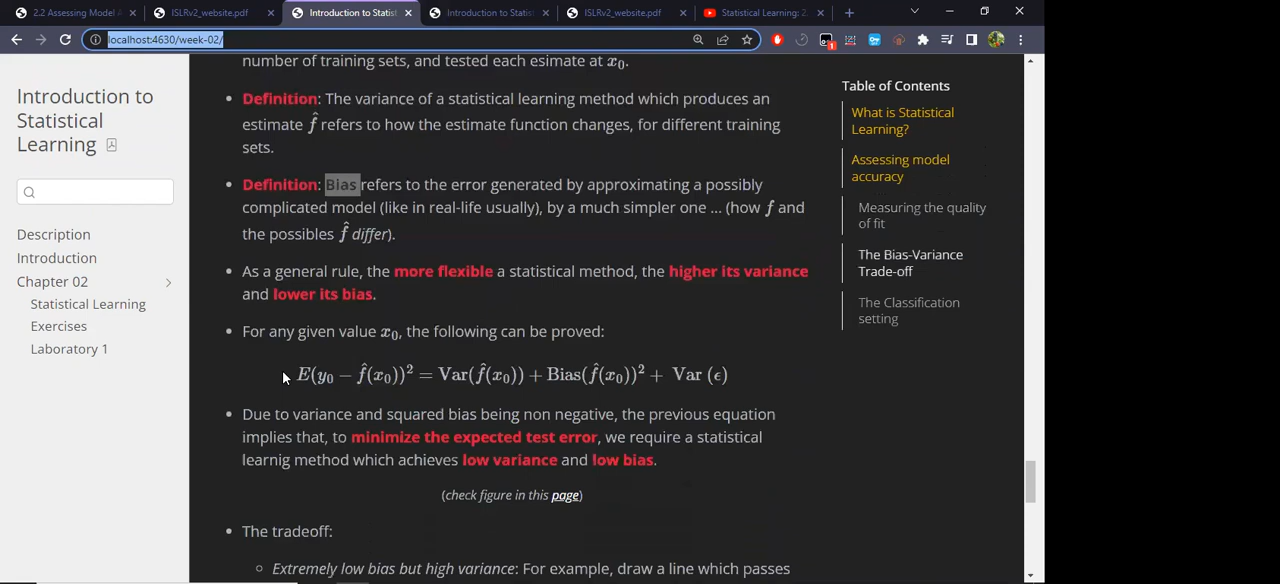 2.2 Assessing Model A
ISLRv2_website.pdf
Introduction to Statist
Introduction to Statis
ISLRv2_website.pdf
Statistical Learning: 2.
localhost:4630/week-02/
1
Introduction to
Statistical
Learning
Description
Introduction
Chapter 02
Statistical Learning
Exercises
Laboratory 1
number of training sets, and tested each esimate at x₀.
Definition: The variance of a statistical learning method which produces an
estimate f̂ refers to how the estimate function changes, for different training
sets.
Definition: Bias refers to the error generated by approximating a possibly
complicated model (like in real-life usually), by a much simpler one ... (how f and
the possibles f̂ differ).
As a general rule, the more flexible a statistical method, the higher its variance
and lower its bias.
For any given value x₀, the following can be proved:
E(y₀ − f̂(x₀))² = Var(f̂(x₀)) + Bias(f̂(x₀))² + Var (ϵ)
Due to variance and squared bias being non negative, the previous equation
implies that, to minimize the expected test error, we require a statistical
learnig method which achieves low variance and low bias.
(check figure in this page)
The tradeoff:
Extremely low bias but high variance: For example, draw a line which passes
Table of Contents
What is Statistical
Learning?
Assessing model
accuracy
Measuring the quality
of fit
The Bias-Variance
Trade-off
The Classification
setting